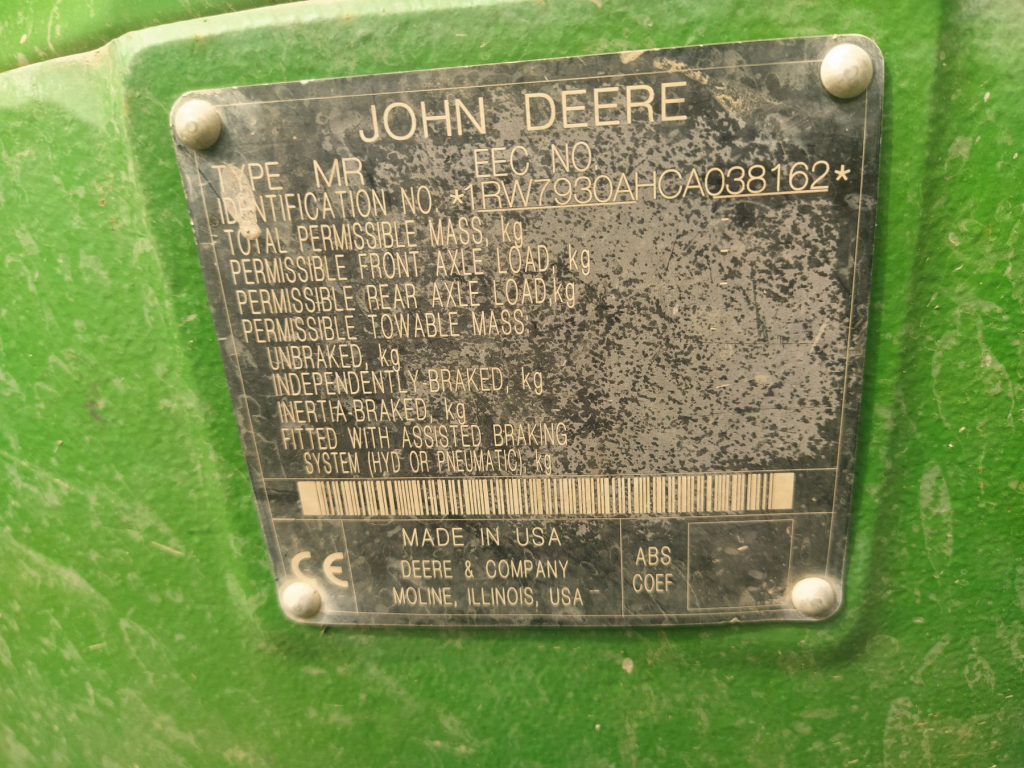 JOHN DEERE
TYPE MR EEC NO
IDENTIFICATION NO. *1RW7930AHCA038162*
TOTAL PERMISSIBLE MASS, kg -
PERMISSIBLE FRONT AXLE LOAD, kg -
PERMISSIBLE REAR AXLE LOAD,kg -
PERMISSIBLE TOWABLE MASS
UNBRAKED, kg -
INDEPENDENTLY-BRAKED, kg -
INERTIA-BRAKED, kg -
FITTED WITH ASSISTED BRAKING
SYSTEM (HYD OR PNEUMATIC), kg
CE
MADE IN USA
DEERE & COMPANY
MOLINE, ILLINOIS, USA
ABS
COEF